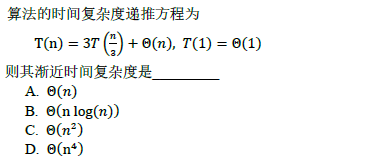 算法的时间复杂度递推方程为
T(n) = 3T(n/3) + Θ(n), T(1) = Θ(1)
则其渐近时间复杂度是________
A. Θ(n)
B. Θ(n log(n))
C. Θ(n²)
D. Θ(n⁴)